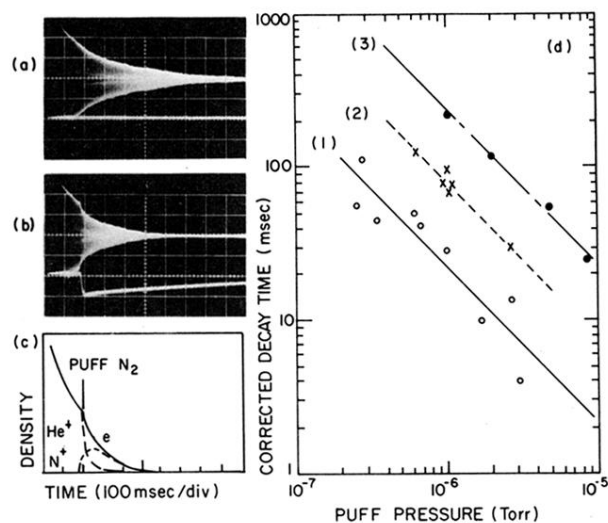 (a)
(b)
(c)
PUFF N₂
He⁺
e
N⁺
DENSITY
TIME (100 msec/div)
(d)
1000
100
10
1
CORRECTED DECAY TIME (msec)
(3)
(2)
(1)
10⁻⁷
10⁻⁶
10⁻⁵
PUFF PRESSURE (Torr)